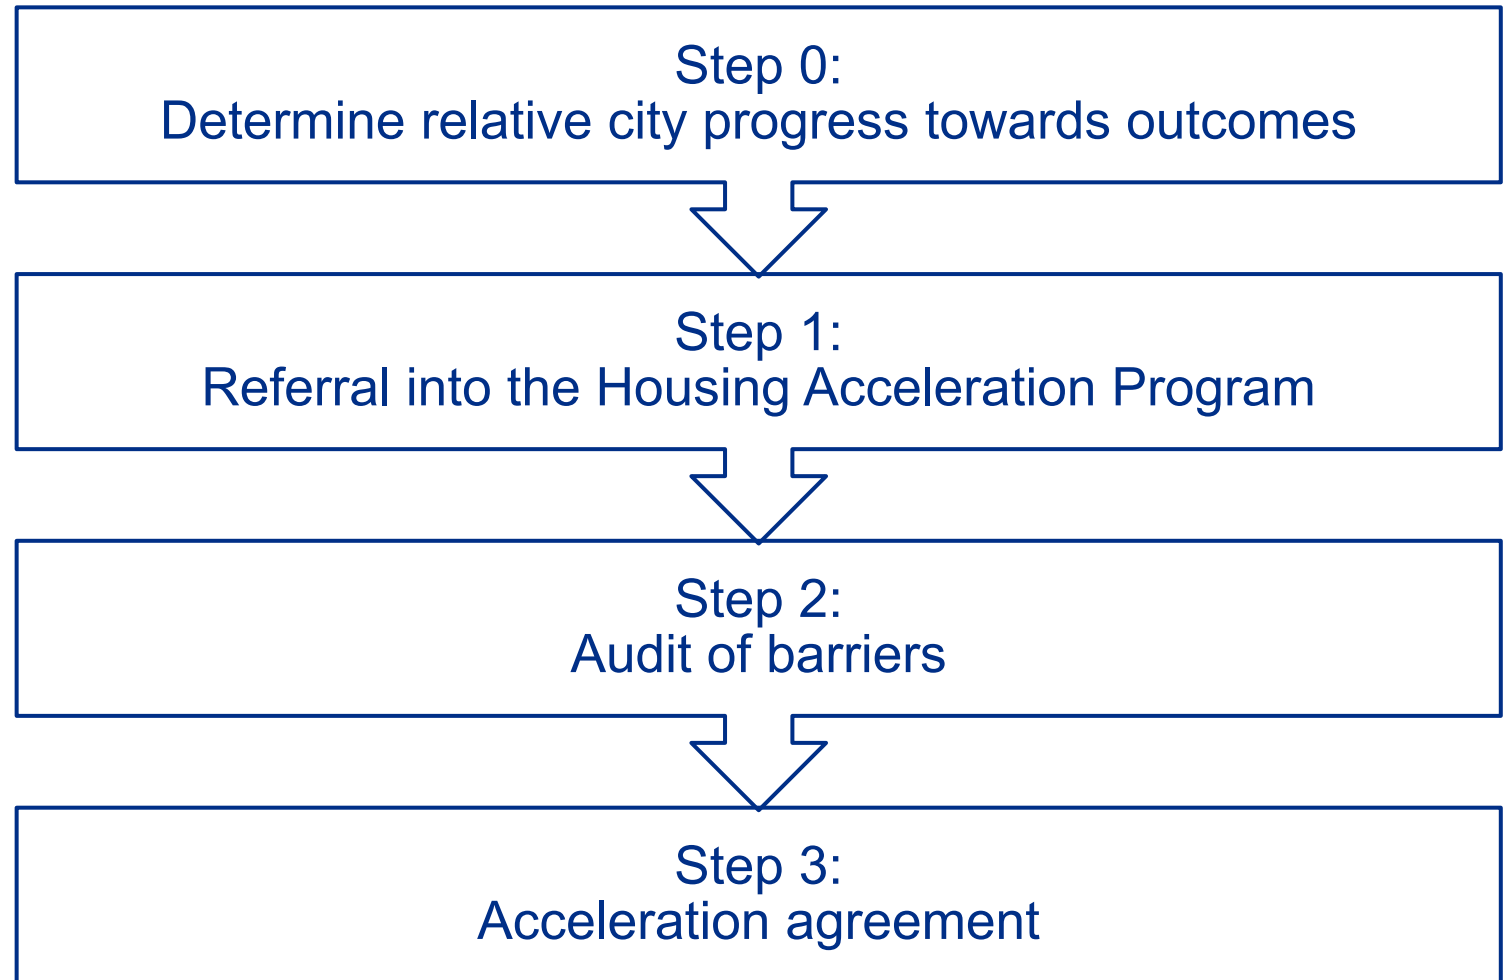 Step 0:
Determine relative city progress towards outcomes
Step 1:
Referral into the Housing Acceleration Program
Step 2:
Audit of barriers
Step 3:
Acceleration agreement